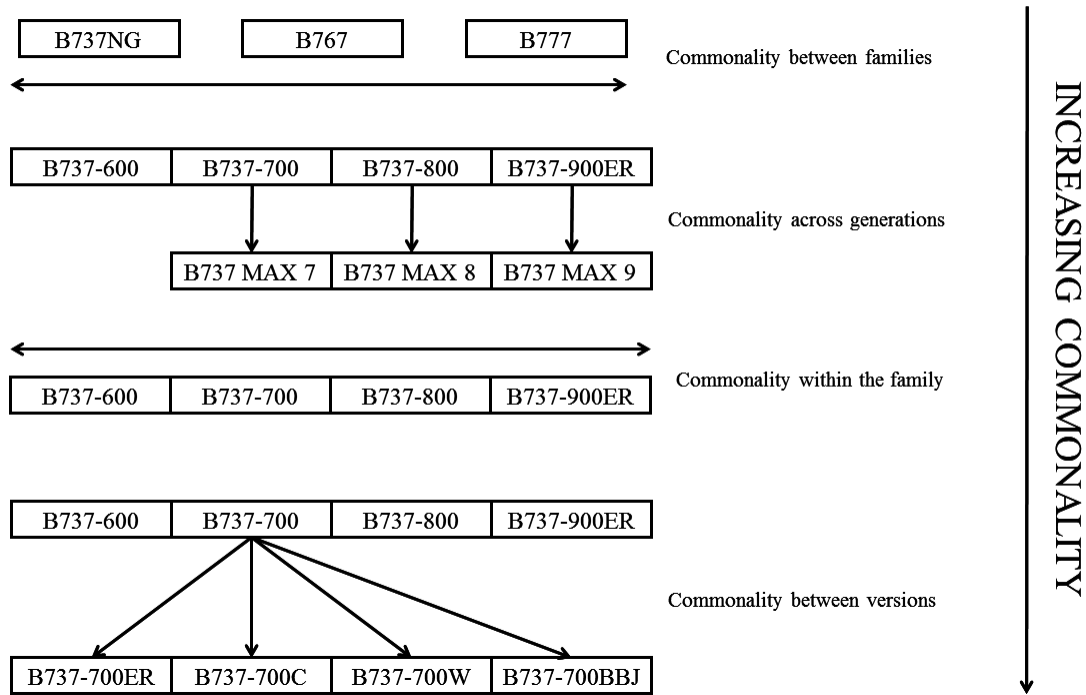 B737NG B767 B777
Commonality between families
B737-600 B737-700 B737-800 B737-900ER
Commonality across generations
B737 MAX 7 B737 MAX 8 B737 MAX 9
Commonality within the family
B737-600 B737-700 B737-800 B737-900ER
B737-600 B737-700 B737-800 B737-900ER
Commonality between versions
B737-700ER B737-700C B737-700W B737-700BBJ
INCREASING COMMONALITY